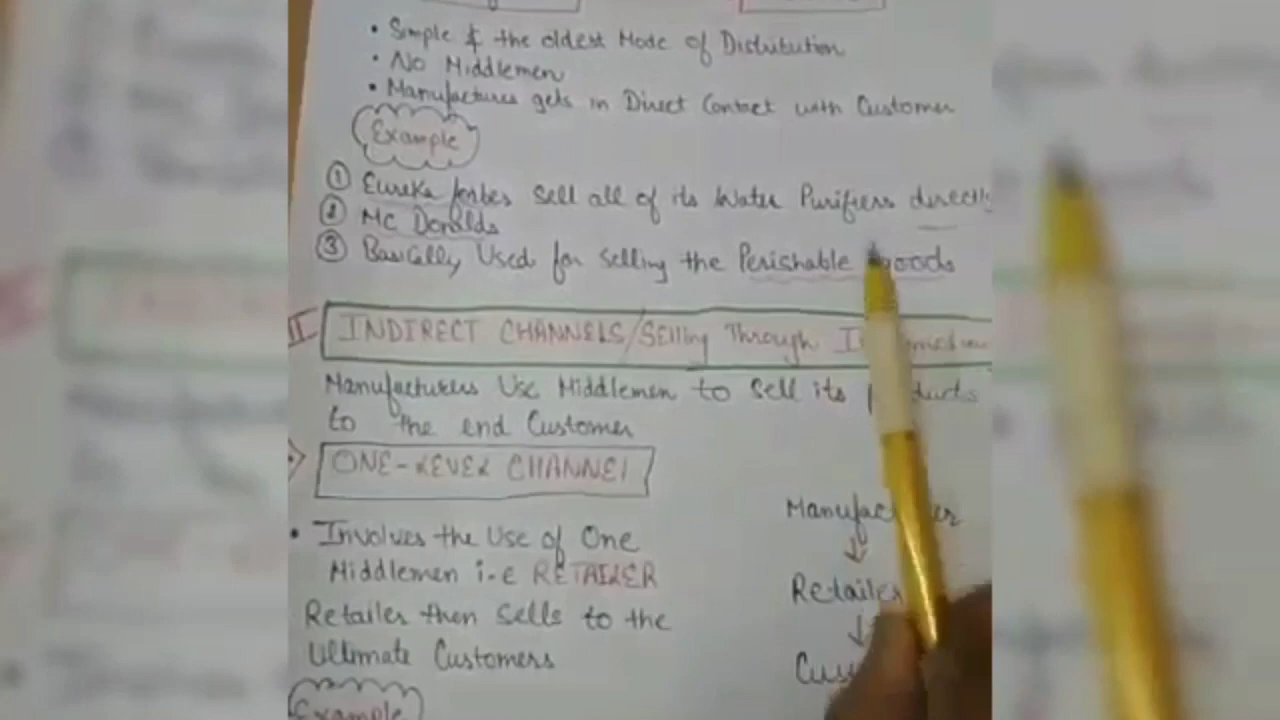 • Simple & the oldest Mode of Distribution
• No Middlemen
• Manufactures gets in Direct Contact with Customer
Example
① Eureka forbes Sell all of its Water Purifiers
② Mc Donalds
③ Basically Used for Selling the Perishable goods
II INDIRECT CHANNELS/Selling Through
Manufacturers Use Middlemen to Sell its products
to the end Customer
ONE-LEVEL CHANNEL
• Involves the Use of One
Middlemen i.e RETAILER
Retailer then Sells to the
Ultimate Customers
Manufacturer
↓
Retailer
↓
Example